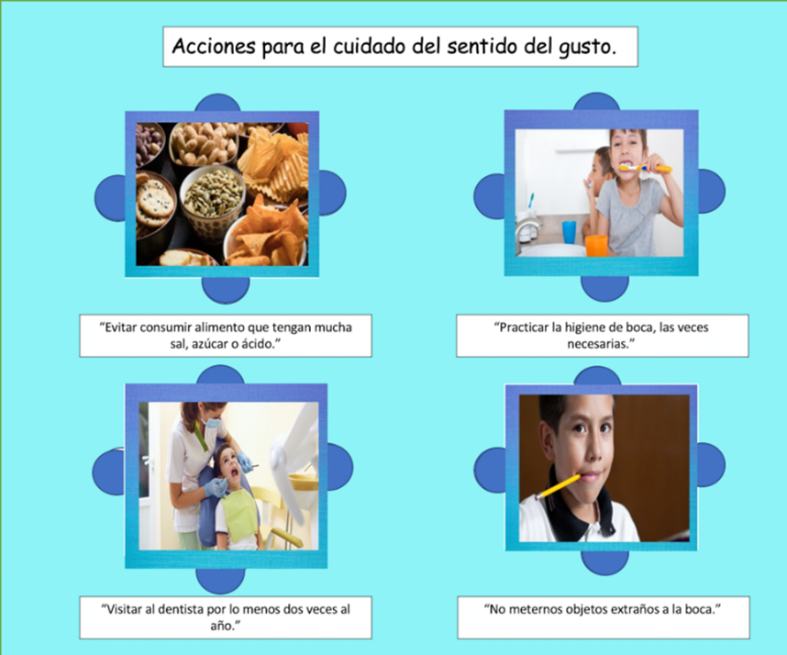 Acciones para el cuidado del sentido del gusto.
“Evitar consumir alimento que tengan mucha
sal, azúcar o ácido.”
“Practicar la higiene de boca, las veces
necesarias.”
“Visitar al dentista por lo menos dos veces al
año.”
“No meternos objetos extraños a la boca.”